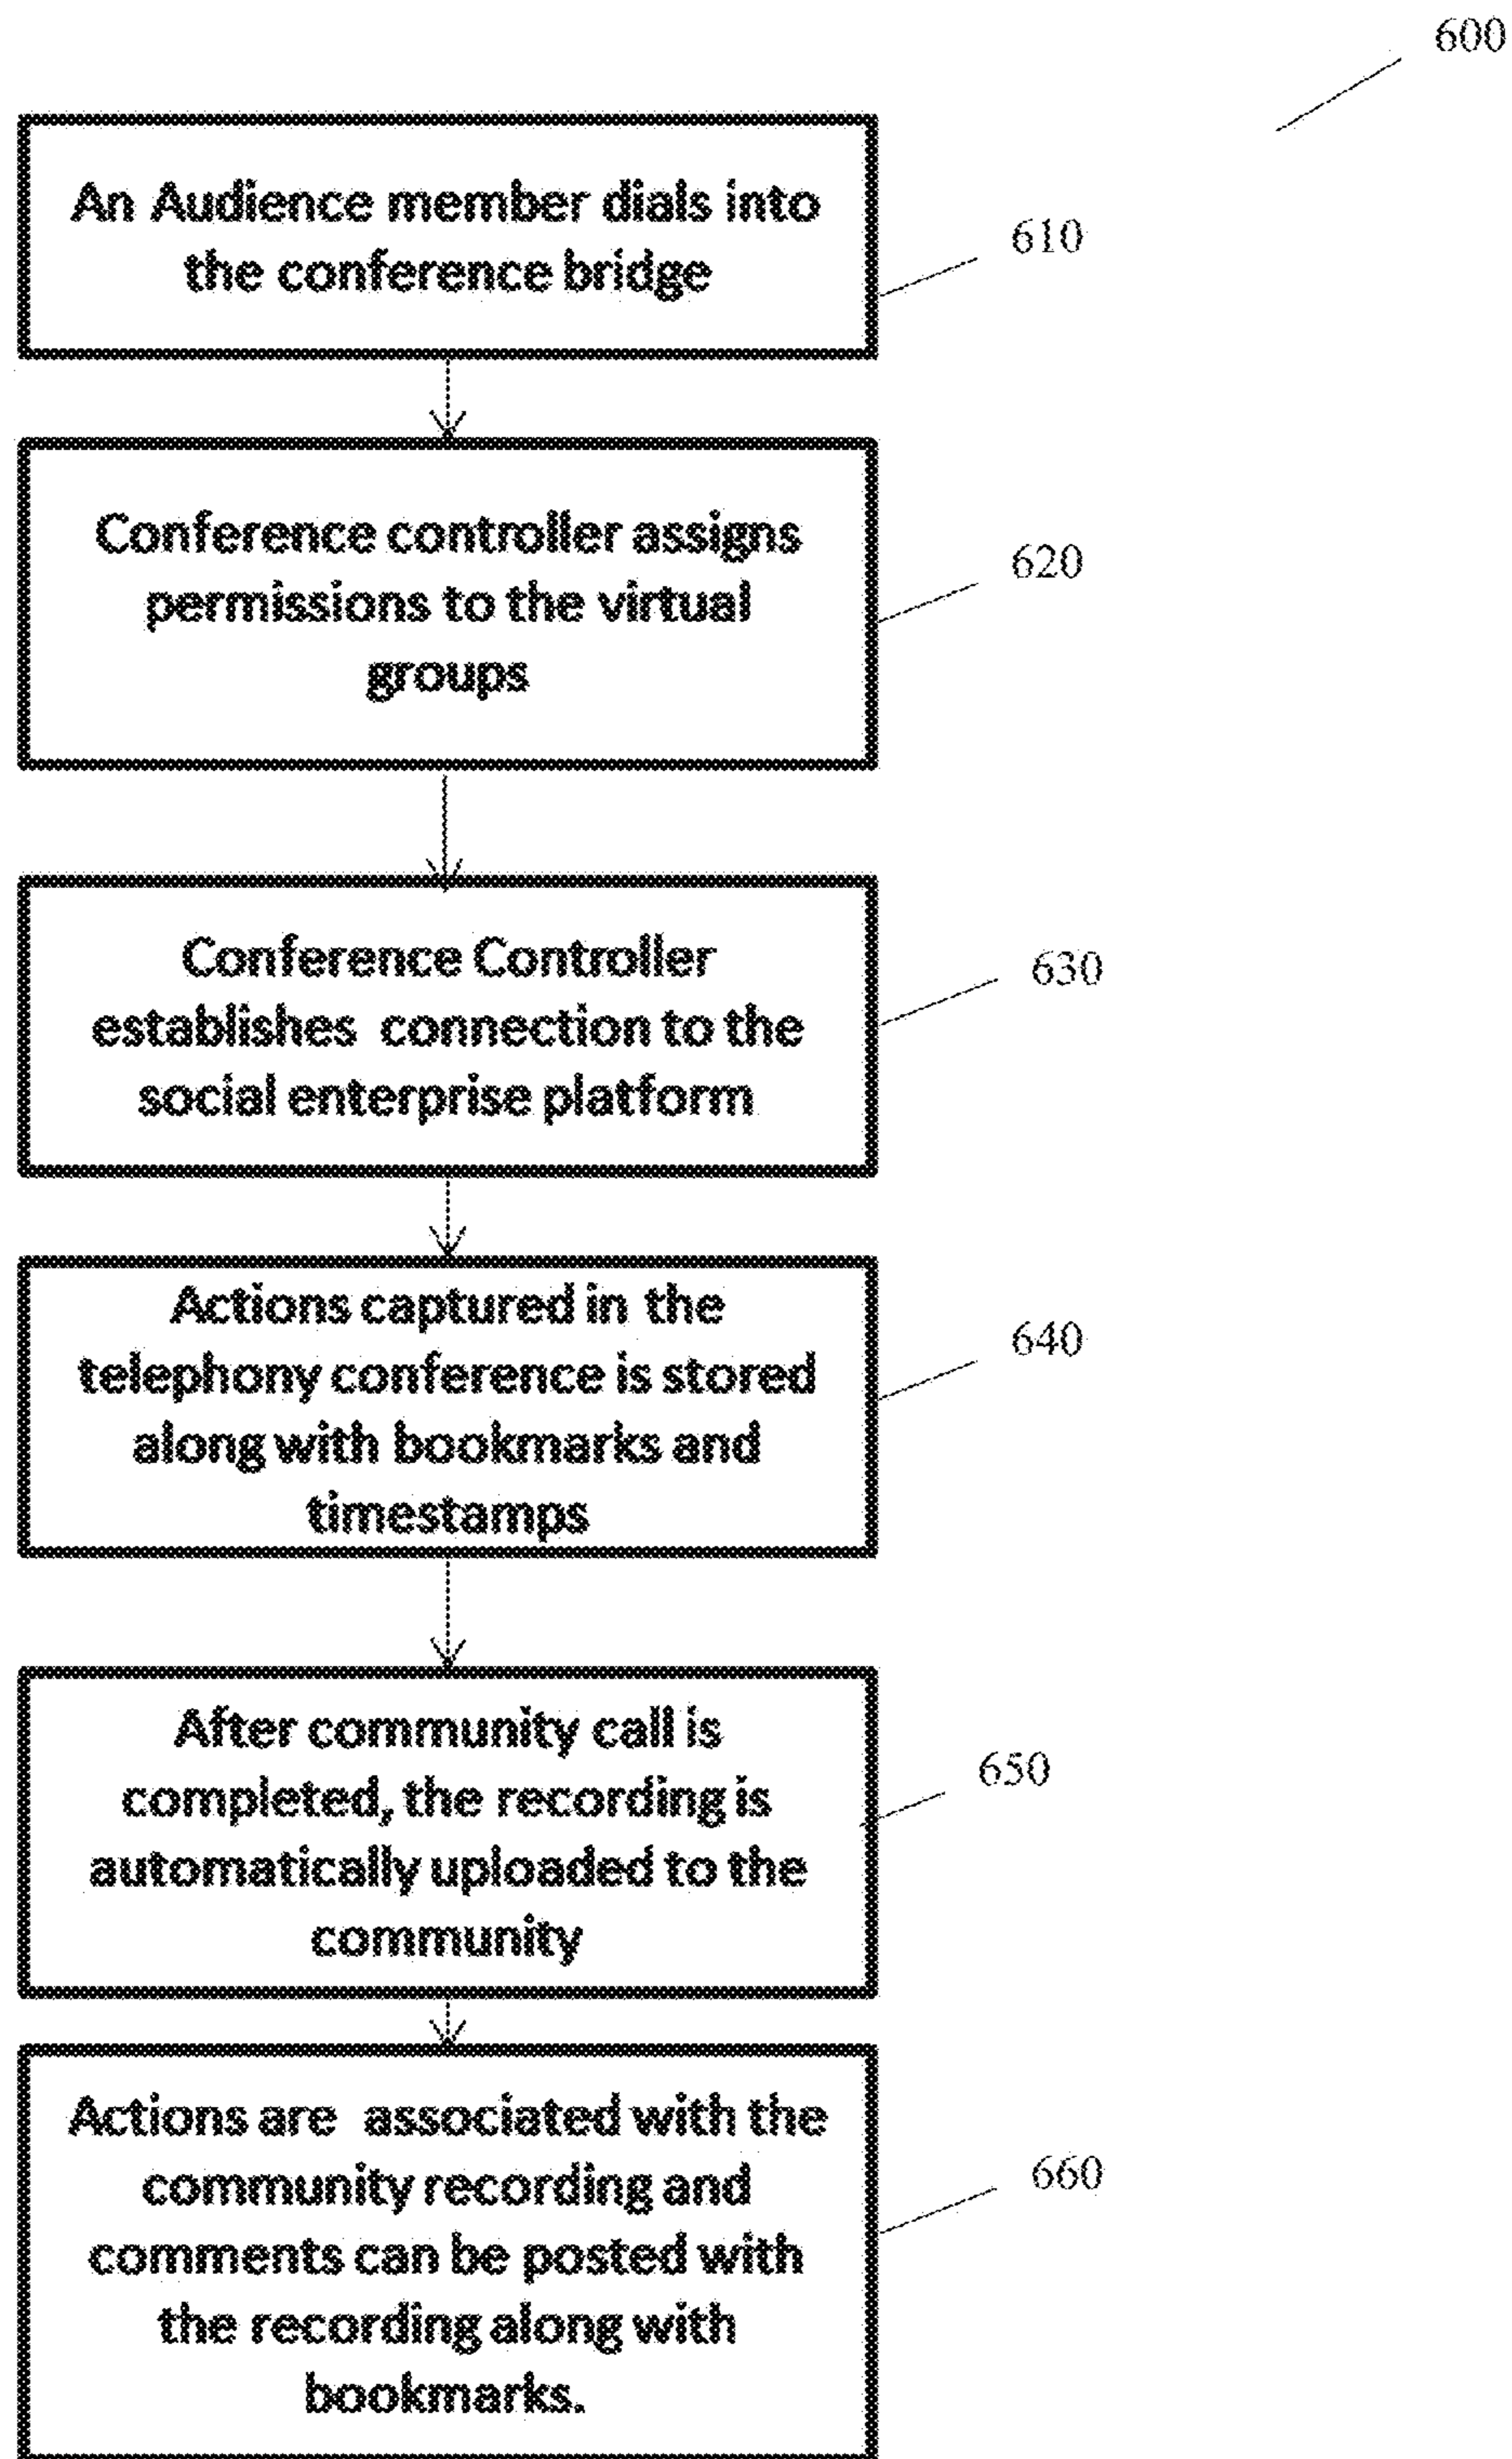 600
An Audience member dials into
the conference bridge
610
Conference controller assigns
permissions to the virtual
groups
620
Conference Controller
establishes connection to the
social enterprise platform
630
Actions captured in the
telephony conference is stored
along with bookmarks and
timestamps
640
After community call is
completed, the recording is
automatically uploaded to the
community
650
Actions are associated with the
community recording and
comments can be posted with
the recording along with
bookmarks.
660